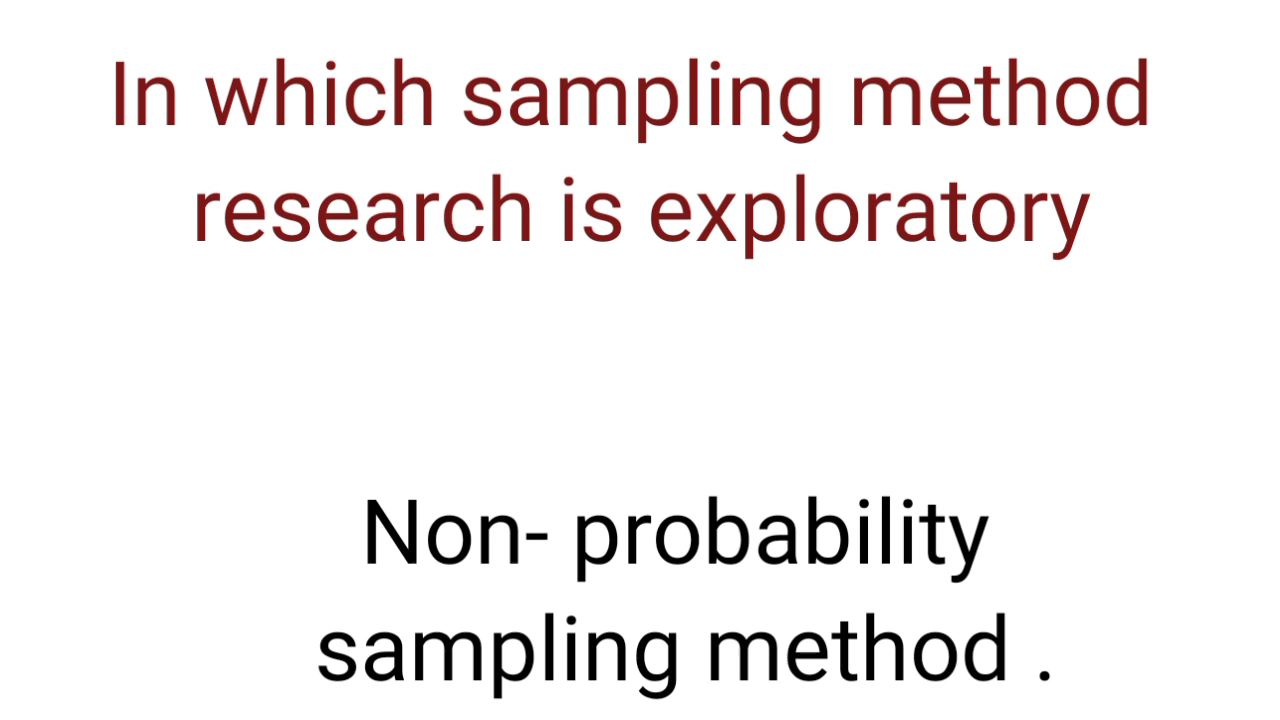 In which sampling method
research is exploratory
Non- probability
sampling method .